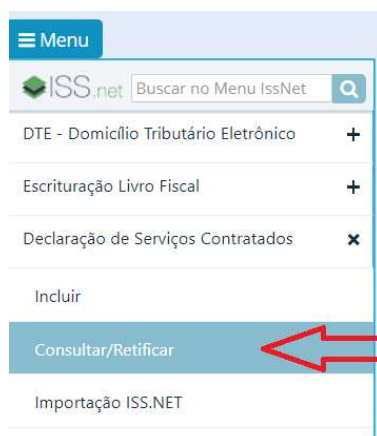 ≡ Menu
ISS.net Buscar no Menu IssNet
DTE - Domicílio Tributário Eletrônico +
Escrituração Livro Fiscal +
Declaração de Serviços Contratados ×
Incluir
Consultar/Retificar
Importação ISS.NET